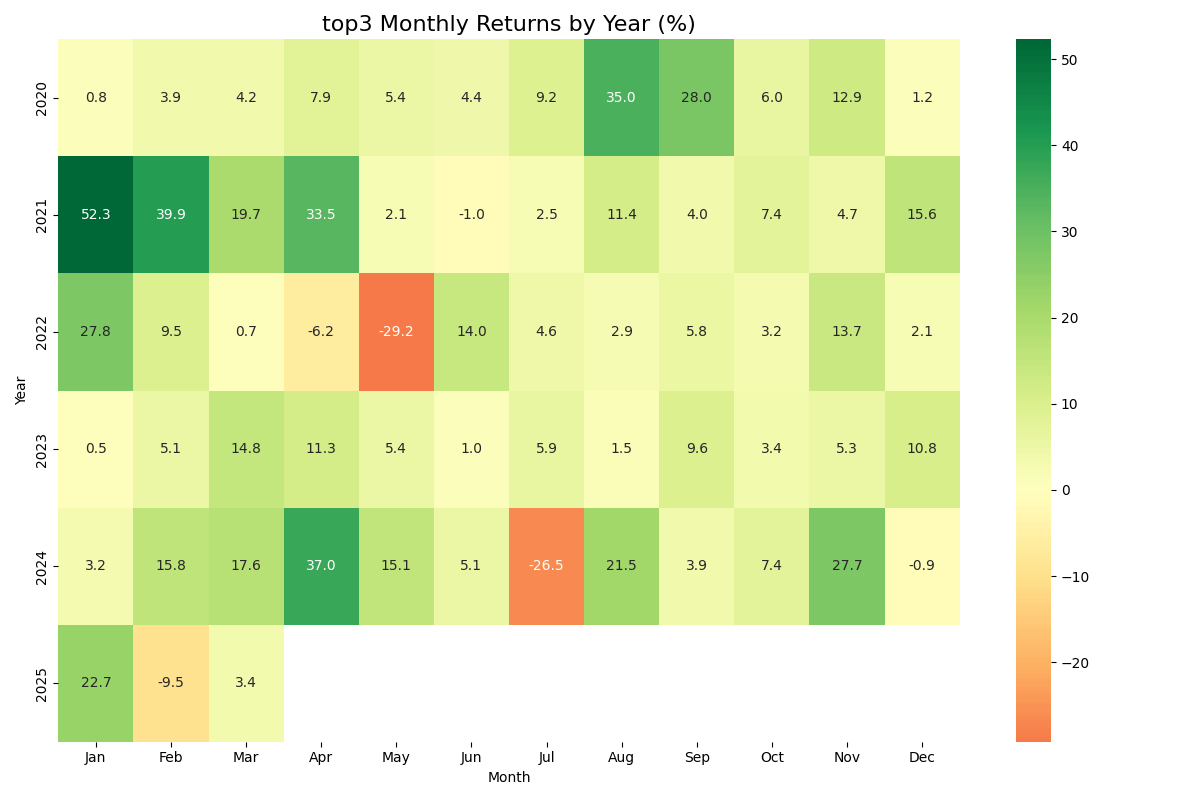 top3 Monthly Returns by Year (%)
2020 0.8 3.9 4.2 7.9 5.4 4.4 9.2 35.0 28.0 6.0 12.9 1.2
2021 52.3 39.9 19.7 33.5 2.1 -1.0 2.5 11.4 4.0 7.4 4.7 15.6
2022 27.8 9.5 0.7 -6.2 -29.2 14.0 4.6 2.9 5.8 3.2 13.7 2.1
2023 0.5 5.1 14.8 11.3 5.4 1.0 5.9 1.5 9.6 3.4 5.3 10.8
2024 3.2 15.8 17.6 37.0 15.1 5.1 -26.5 21.5 3.9 7.4 27.7 -0.9
2025 22.7 -9.5 3.4
Year
Jan Feb Mar Apr May Jun Jul Aug Sep Oct Nov Dec
Month
50
40
30
20
10
0
−10
−20